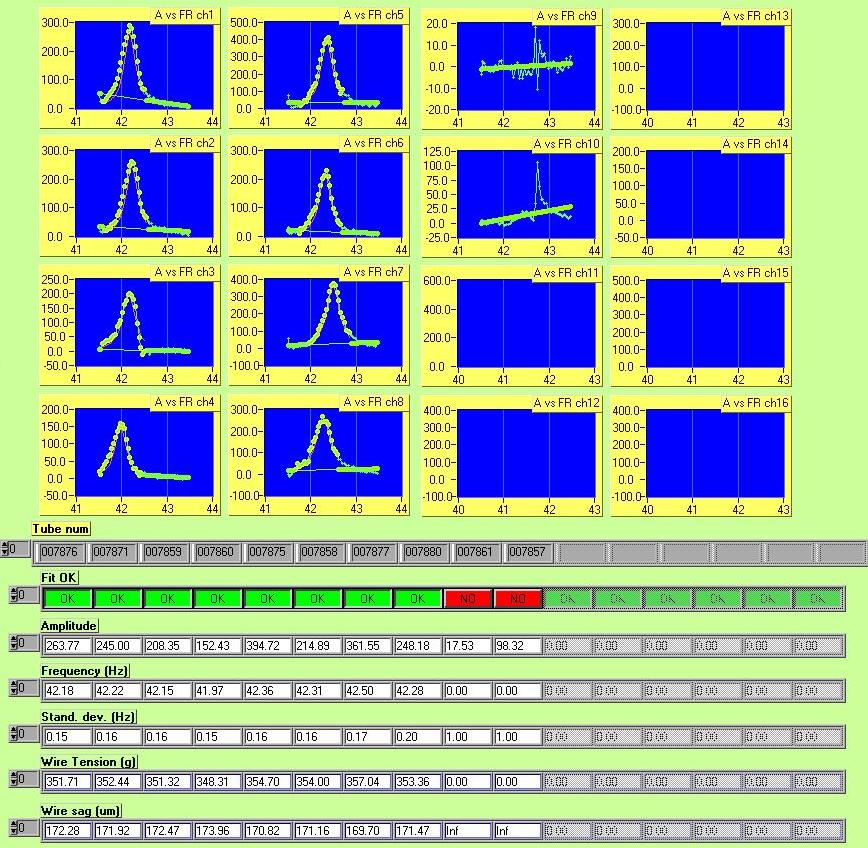 A vs FR ch1
300.0
200.0
100.0
0.0
41 42 43 44
A vs FR ch5
500.0
400.0
300.0
200.0
100.0
0.0
41 42 43 44
A vs FR ch9
20.0
10.0
0.0
-10.0
-20.0
41 42 43 44
A vs FR ch13
300.0
200.0
100.0
0.0
-100.0
40 41 42 43
A vs FR ch2
300.0
200.0
100.0
0.0
41 42 43 44
A vs FR ch6
300.0
200.0
100.0
0.0
41 42 43 44
A vs FR ch10
125.0
100.0
75.0
50.0
25.0
0.0
-25.0
41 42 43 44
A vs FR ch14
200.0
150.0
100.0
50.0
0.0
-50.0
40 41 42 43
A vs FR ch3
250.0
200.0
150.0
100.0
50.0
0.0
-50.0
41 42 43 44
A vs FR ch7
400.0
300.0
200.0
100.0
0.0
-100.0
41 42 43 44
A vs FR ch11
600.0
400.0
200.0
0.0
40 41 42 43
A vs FR ch15
500.0
400.0
300.0
200.0
100.0
0.0
40 41 42 43
A vs FR ch4
200.0
150.0
100.0
50.0
0.0
-50.0
41 42 43 44
A vs FR ch8
300.0
200.0
100.0
0.0
-100.0
41 42 43 44
A vs FR ch12
400.0
300.0
200.0
100.0
0.0
-100.0
40 41 42 43
A vs FR ch16
400.0
300.0
200.0
100.0
0.0
-100.0
40 41 42 43
Tube num
0 007876 007871 007859 007860 007875 007858 007877 007880 007861 007857
Fit OK
0 OK OK OK OK OK OK OK OK NO NO OK OK OK OK OK OK
Amplitude
0 263.77 245.00 208.35 152.43 394.72 214.89 361.55 248.18 17.53 98.32 0.00 0.00 0.00 0.00 0.00 0.00
Frequency (Hz)
0 42.18 42.22 42.15 41.97 42.36 42.31 42.50 42.28 0.00 0.00 0.00 0.00 0.00 0.00 0.00 0.00
Stand. dev. (Hz)
0 0.15 0.16 0.16 0.15 0.16 0.16 0.17 0.20 1.00 1.00 0.00 0.00 0.00 0.00 0.00 0.00
Wire Tension (g)
0 351.71 352.44 351.32 348.31 354.70 354.00 357.04 353.36 0.00 0.00 0.00 0.00 0.00 0.00 0.00 0.00
Wire sag (um)
0 172.28 171.92 172.47 173.96 170.82 171.16 169.70 171.47 Inf Inf 0.00 0.00 0.00 0.00 0.00 0.00